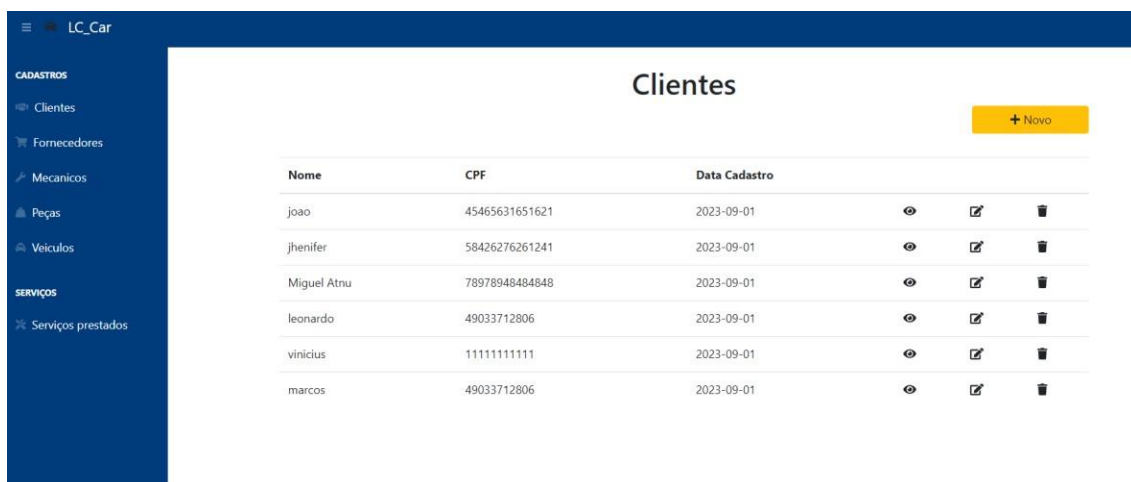 LC_Car
CADASTROS
Clientes
Fornecedores
Mecanicos
Peças
Veiculos
SERVIÇOS
Serviços prestados
Clientes
+ Novo
Nome CPF Data Cadastro
joao 45465631651621 2023-09-01
jhenifer 58426276261241 2023-09-01
Miguel Atnu 78978948484848 2023-09-01
leonardo 49033712806 2023-09-01
vinicius 11111111111 2023-09-01
marcos 49033712806 2023-09-01